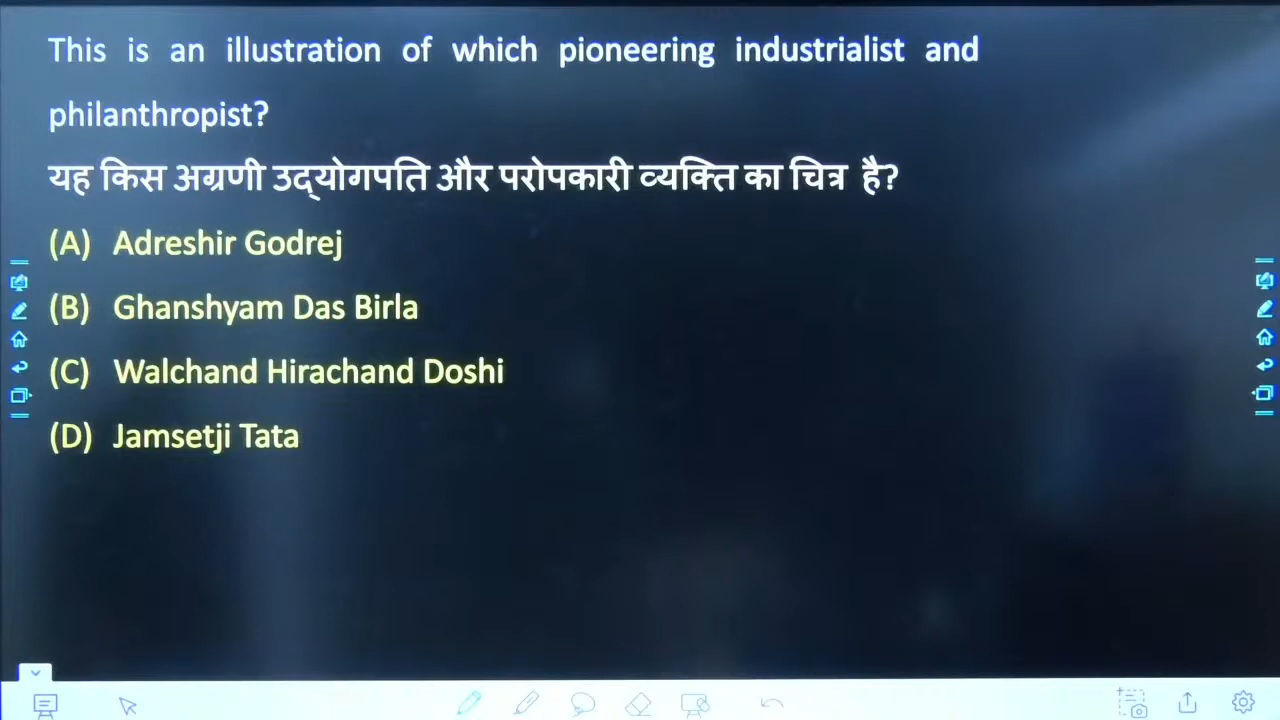 This is an illustration of which pioneering industrialist and
philanthropist?
यह किस अग्रणी उद्योगपति और परोपकारी व्यक्ति का चित्र है?
(A) Adreshir Godrej
(B) Ghanshyam Das Birla
(C) Walchand Hirachand Doshi
(D) Jamsetji Tata